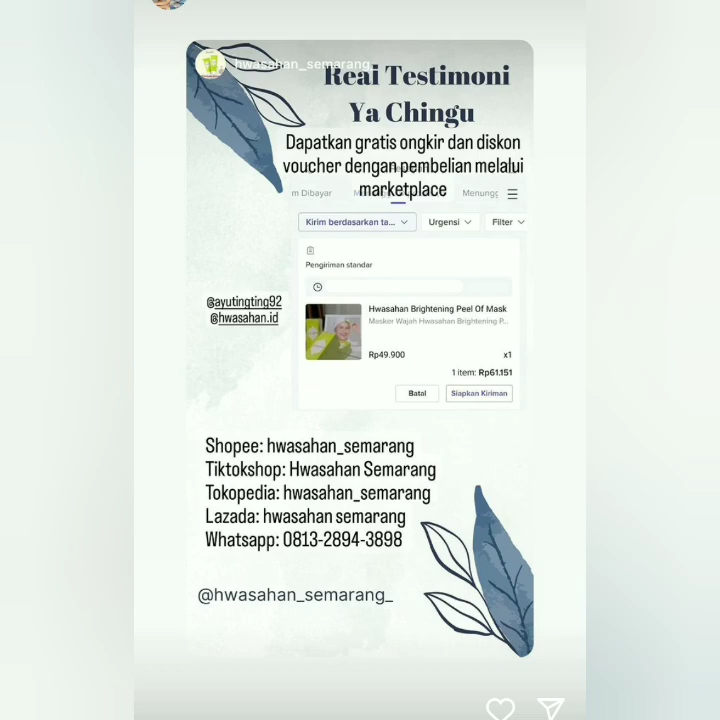 hwasahan_semarang_
Real Testimoni
Ya Chingu
Dapatkan gratis ongkir dan diskon
voucher dengan pembelian melalui
marketplace
m Dibayar
Menungg
Kirim berdasarkan ta...
Urgensi
Filter
Pengiriman standar
@ayutingting92
@hwasahan.id
Hwasahan Brightening Peel Of Mask
Masker Wajah Hwasahan Brightening P...
Rp49.900 x1
1 item: Rp61.151
Batal
Siapkan Kiriman
Shopee: hwasahan_semarang
Tiktokshop: Hwasahan Semarang
Tokopedia: hwasahan_semarang
Lazada: hwasahan semarang
Whatsapp: 0813-2894-3898
@hwasahan_semarang_